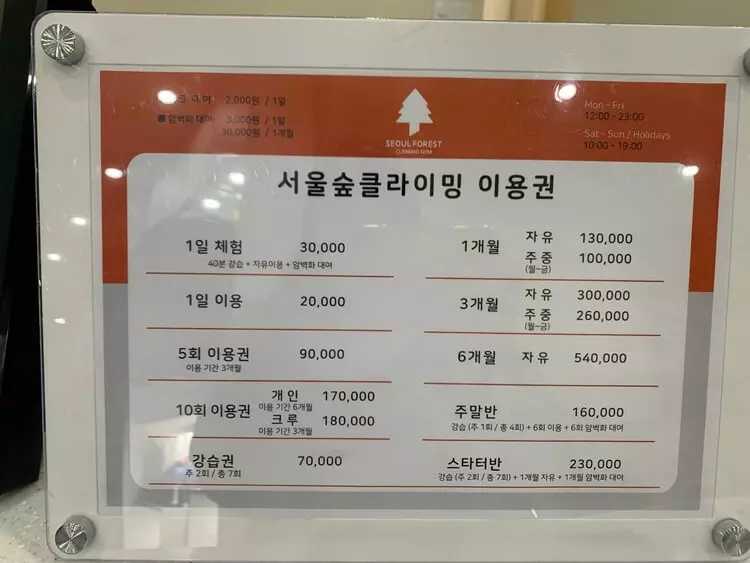 대여 2,000원 / 1일
■ 암벽화 대여 3,000원 / 1일
30,000원 / 1개월
SEOUL FOREST
CLIMBING GYM
Mon - Fri
12:00 - 23:00
Sat - Sun / Holidays
10:00 - 19:00
서울숲클라이밍 이용권
1일 체험 30,000
40분 강습 + 자유이용 + 암벽화 대여
1일 이용 20,000
5회 이용권 90,000
이용 기간 3개월
10회 이용권 개인 170,000
이용 기간 6개월
크루 180,000
이용 기간 3개월
강습권 70,000
주 2회 / 총 7회
1개월 자유 130,000
주중 100,000
(월~금)
3개월 자유 300,000
주중 260,000
(월~금)
6개월 자유 540,000
주말반 160,000
강습 (주 1회 / 총 4회) + 6회 이용 + 6회 암벽화 대여
스타터반 230,000
강습 (주 2회 / 총 7회) + 1개월 자유 + 1개월 암벽화 대여